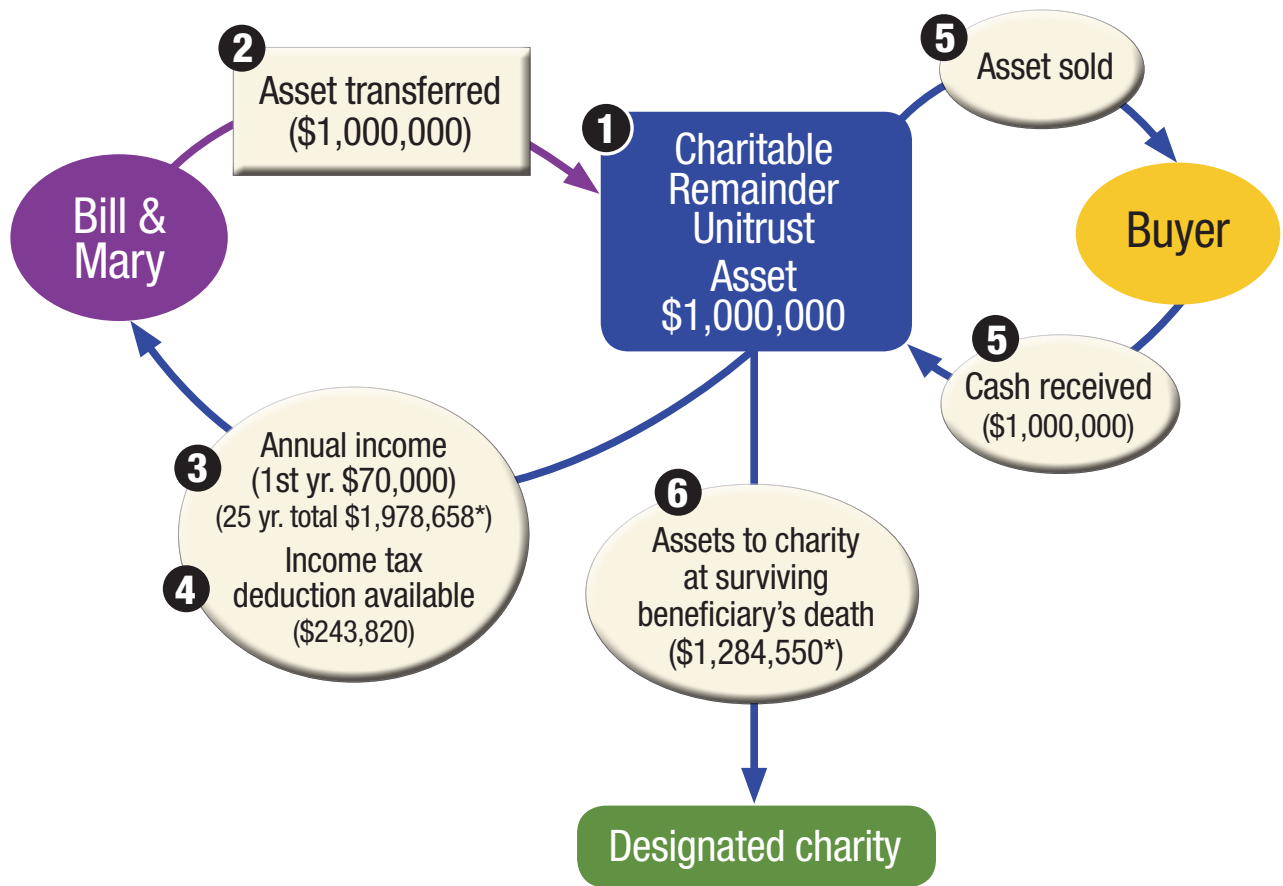 2
Asset transferred
($1,000,000)
5
Asset sold
1
Charitable
Remainder
Unitrust
Asset
$1,000,000
Bill &
Mary
Buyer
5
Cash received
($1,000,000)
3
Annual income
(1st yr. $70,000)
(25 yr. total $1,978,658*)
4
Income tax
deduction available
($243,820)
6
Assets to charity
at surviving
beneficiary’s death
($1,284,550*)
Designated charity